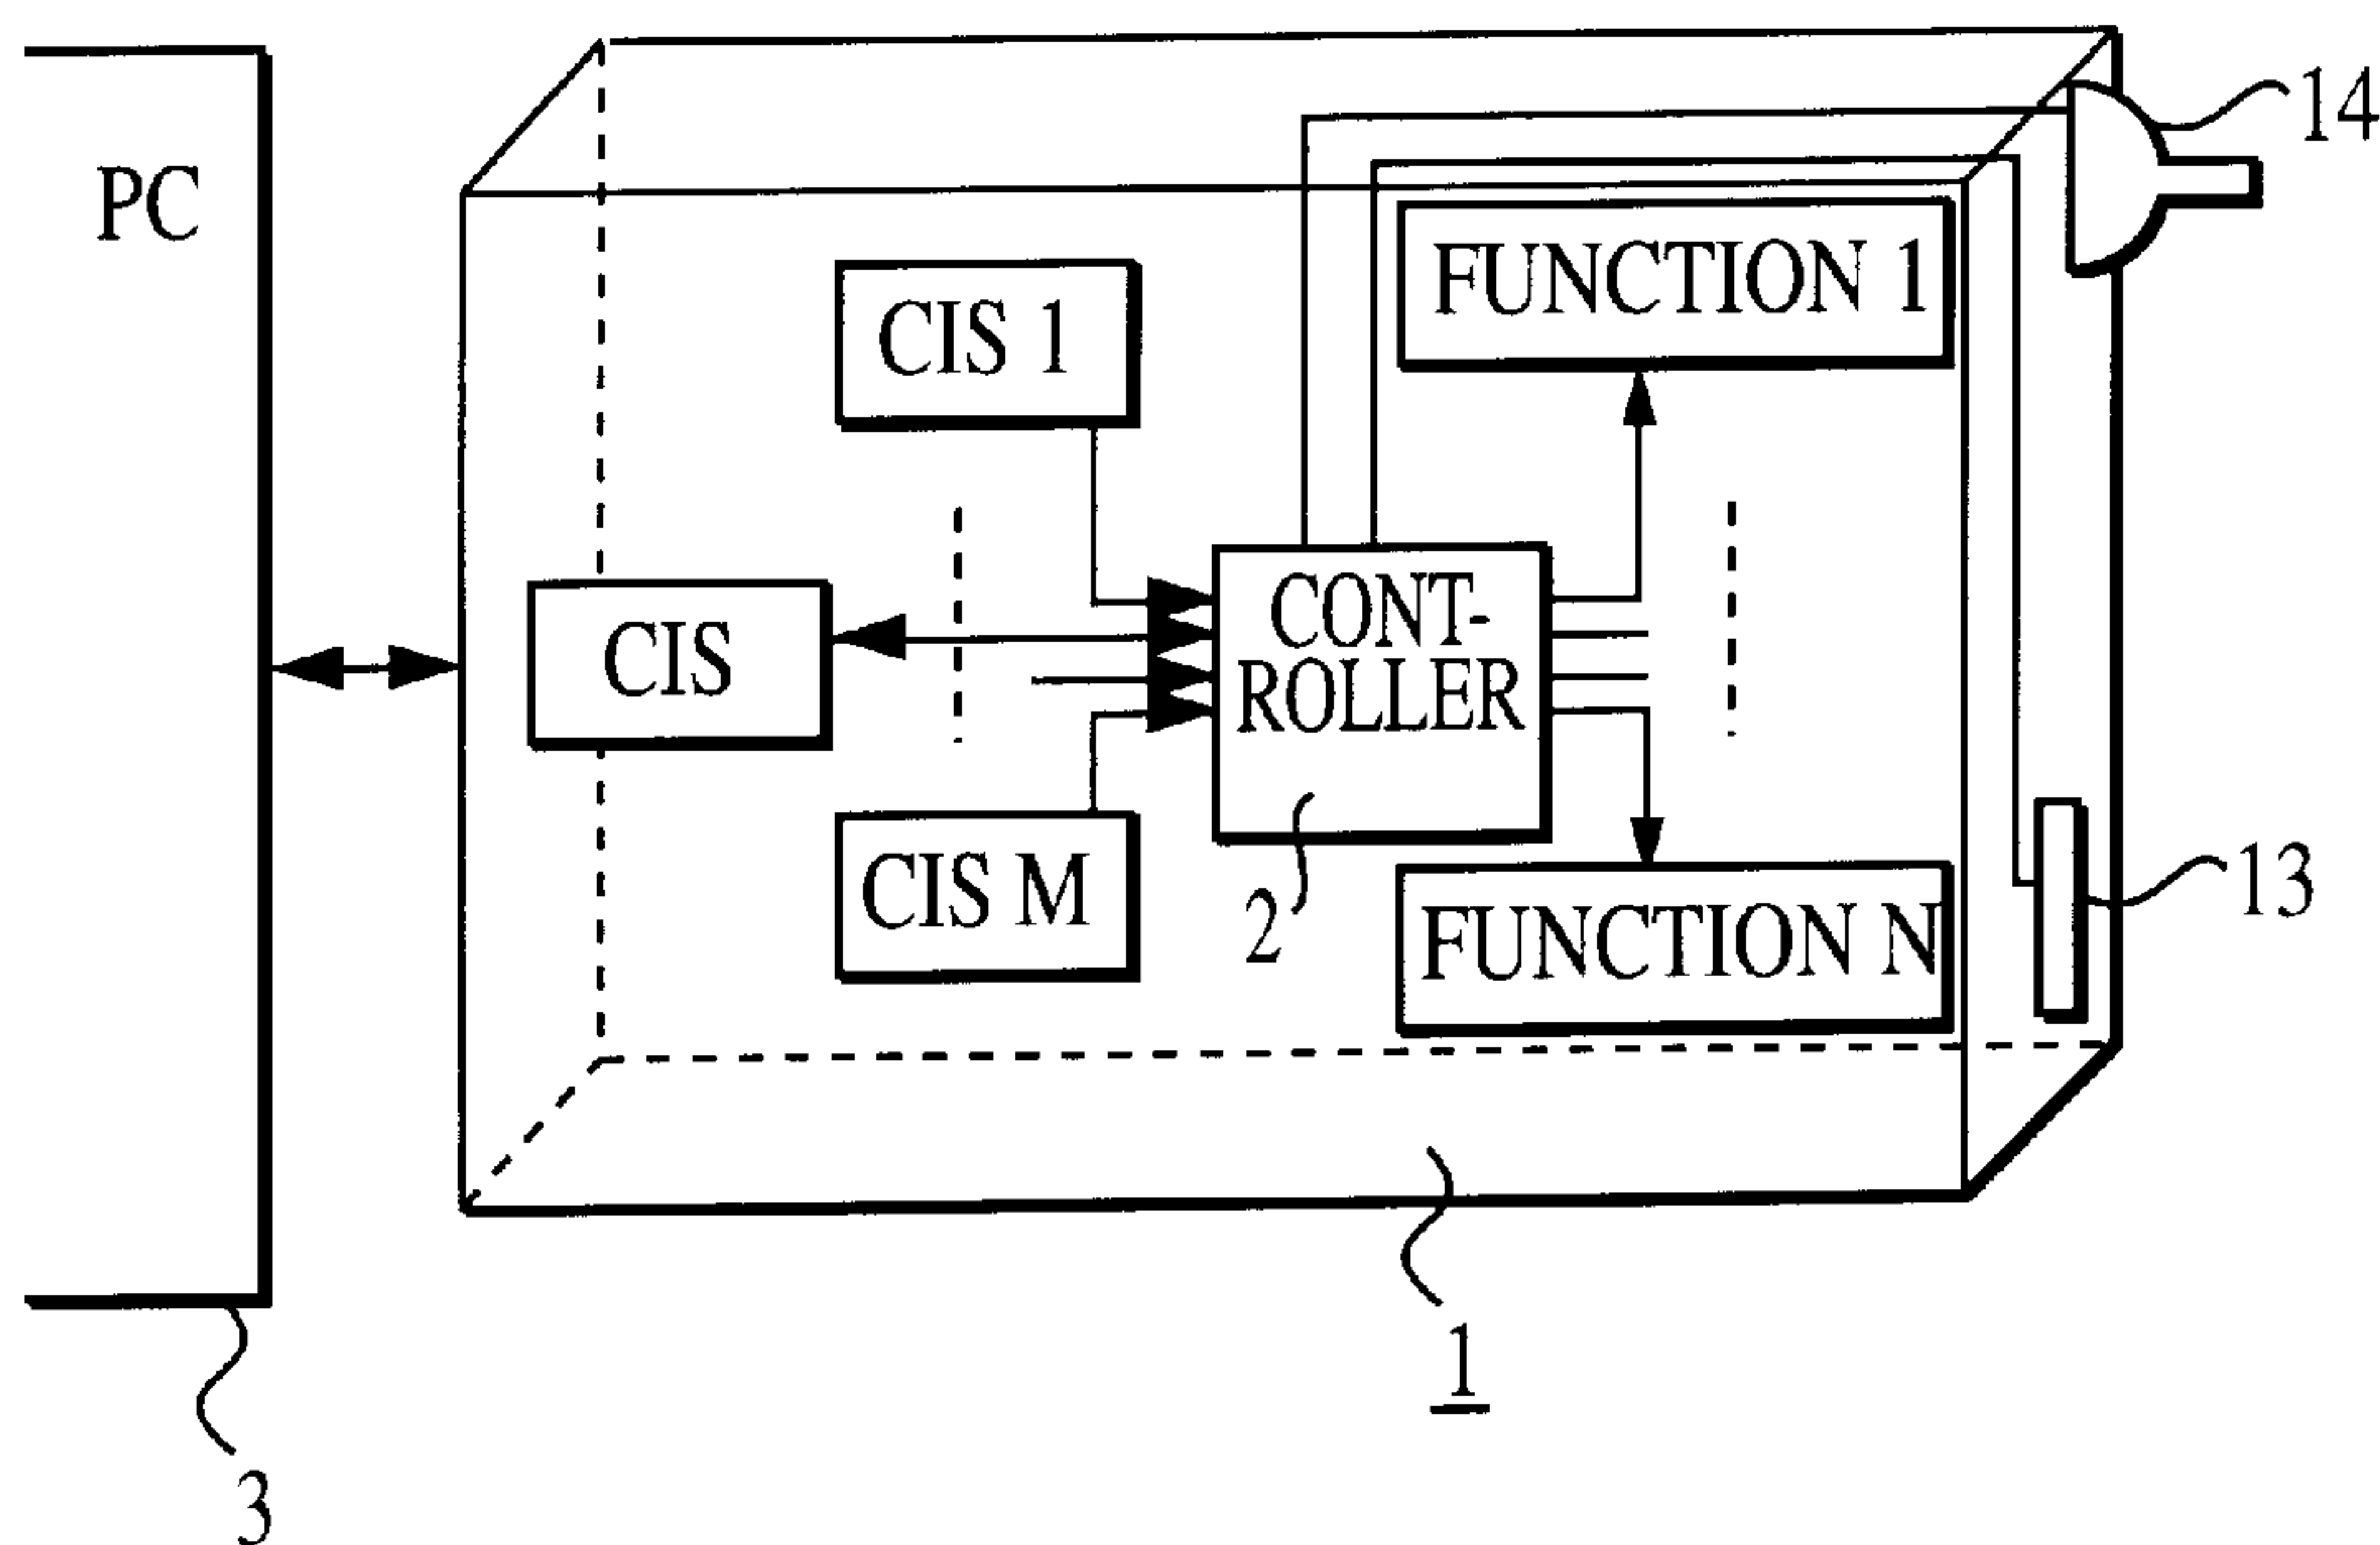 PC
14
FUNCTION 1
CIS 1
CONT-
ROLLER
CIS
2
CIS M
FUNCTION N
13
1
3